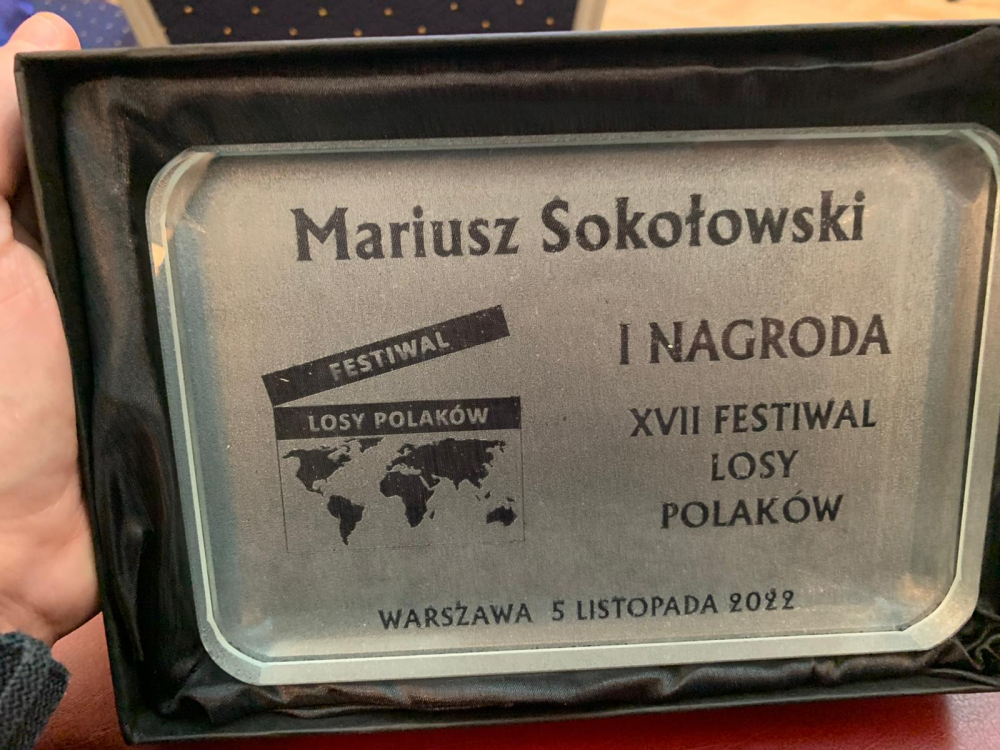 Mariusz Sokołowski
FESTIWAL
LOSY POLAKÓW
I NAGRODA
XVII FESTIWAL
LOSY
POLAKÓW
WARSZAWA 5 LISTOPADA 2022